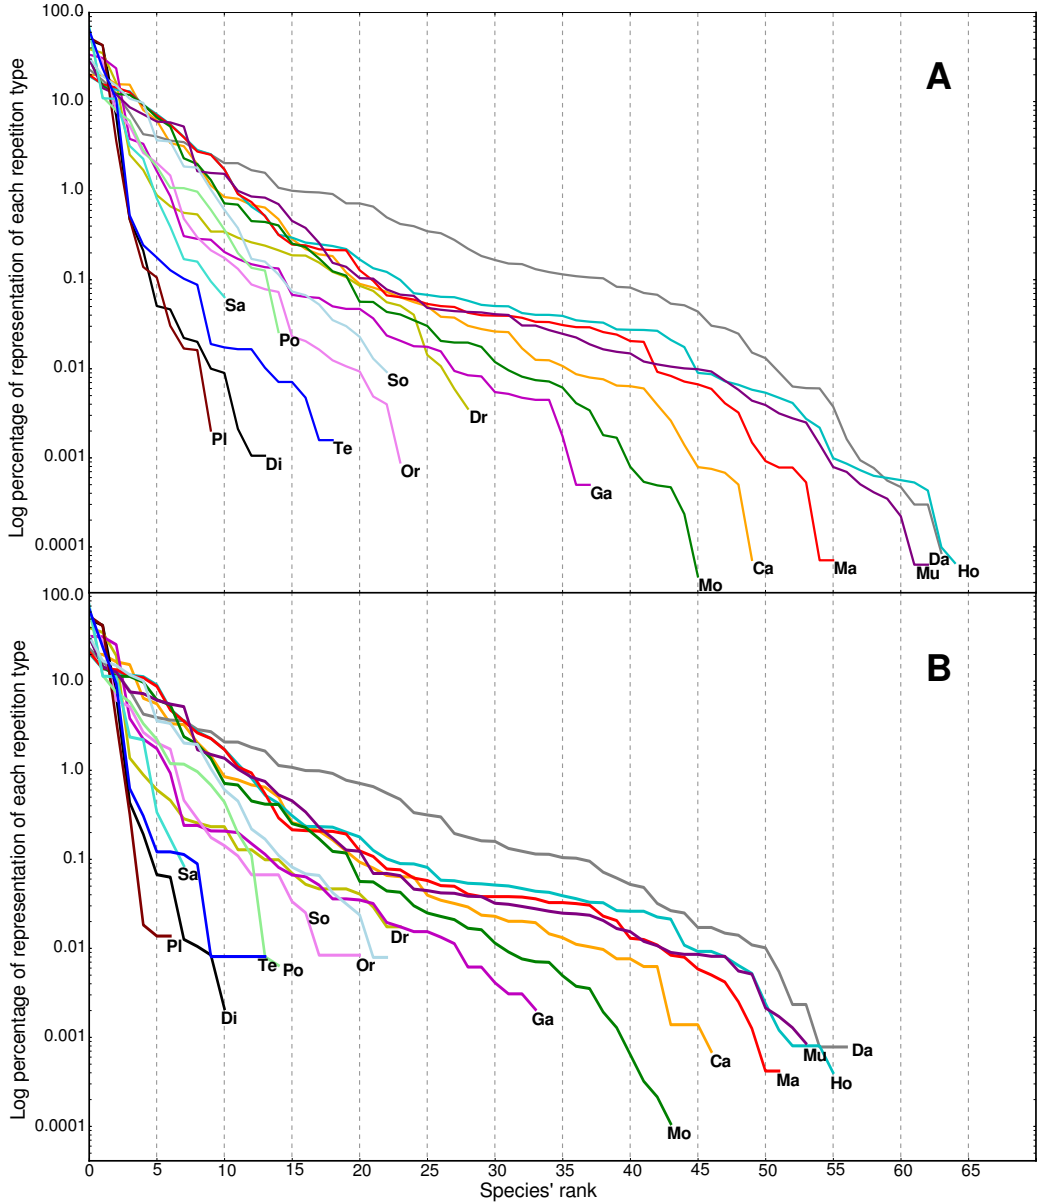 100.0
A
10.0
1.0
0.1
0.01
0.001
0.0001
Log percentage of representation of each repetiton type
Sa
Po
So
Dr
Pl
Di
Te
Or
Ga
Mo
Ca
Ma
Mu
Da
Ho
100.0
B
10.0
1.0
0.1
0.01
0.001
0.0001
Log percentage of representation of each repetition type
Sa
So
Dr
Pl
Te
Po
Or
Di
Ga
Mu
Da
Ca
Ma
Ho
Mo
0 5 10 15 20 25 30 35 40 45 50 55 60 65
Species' rank